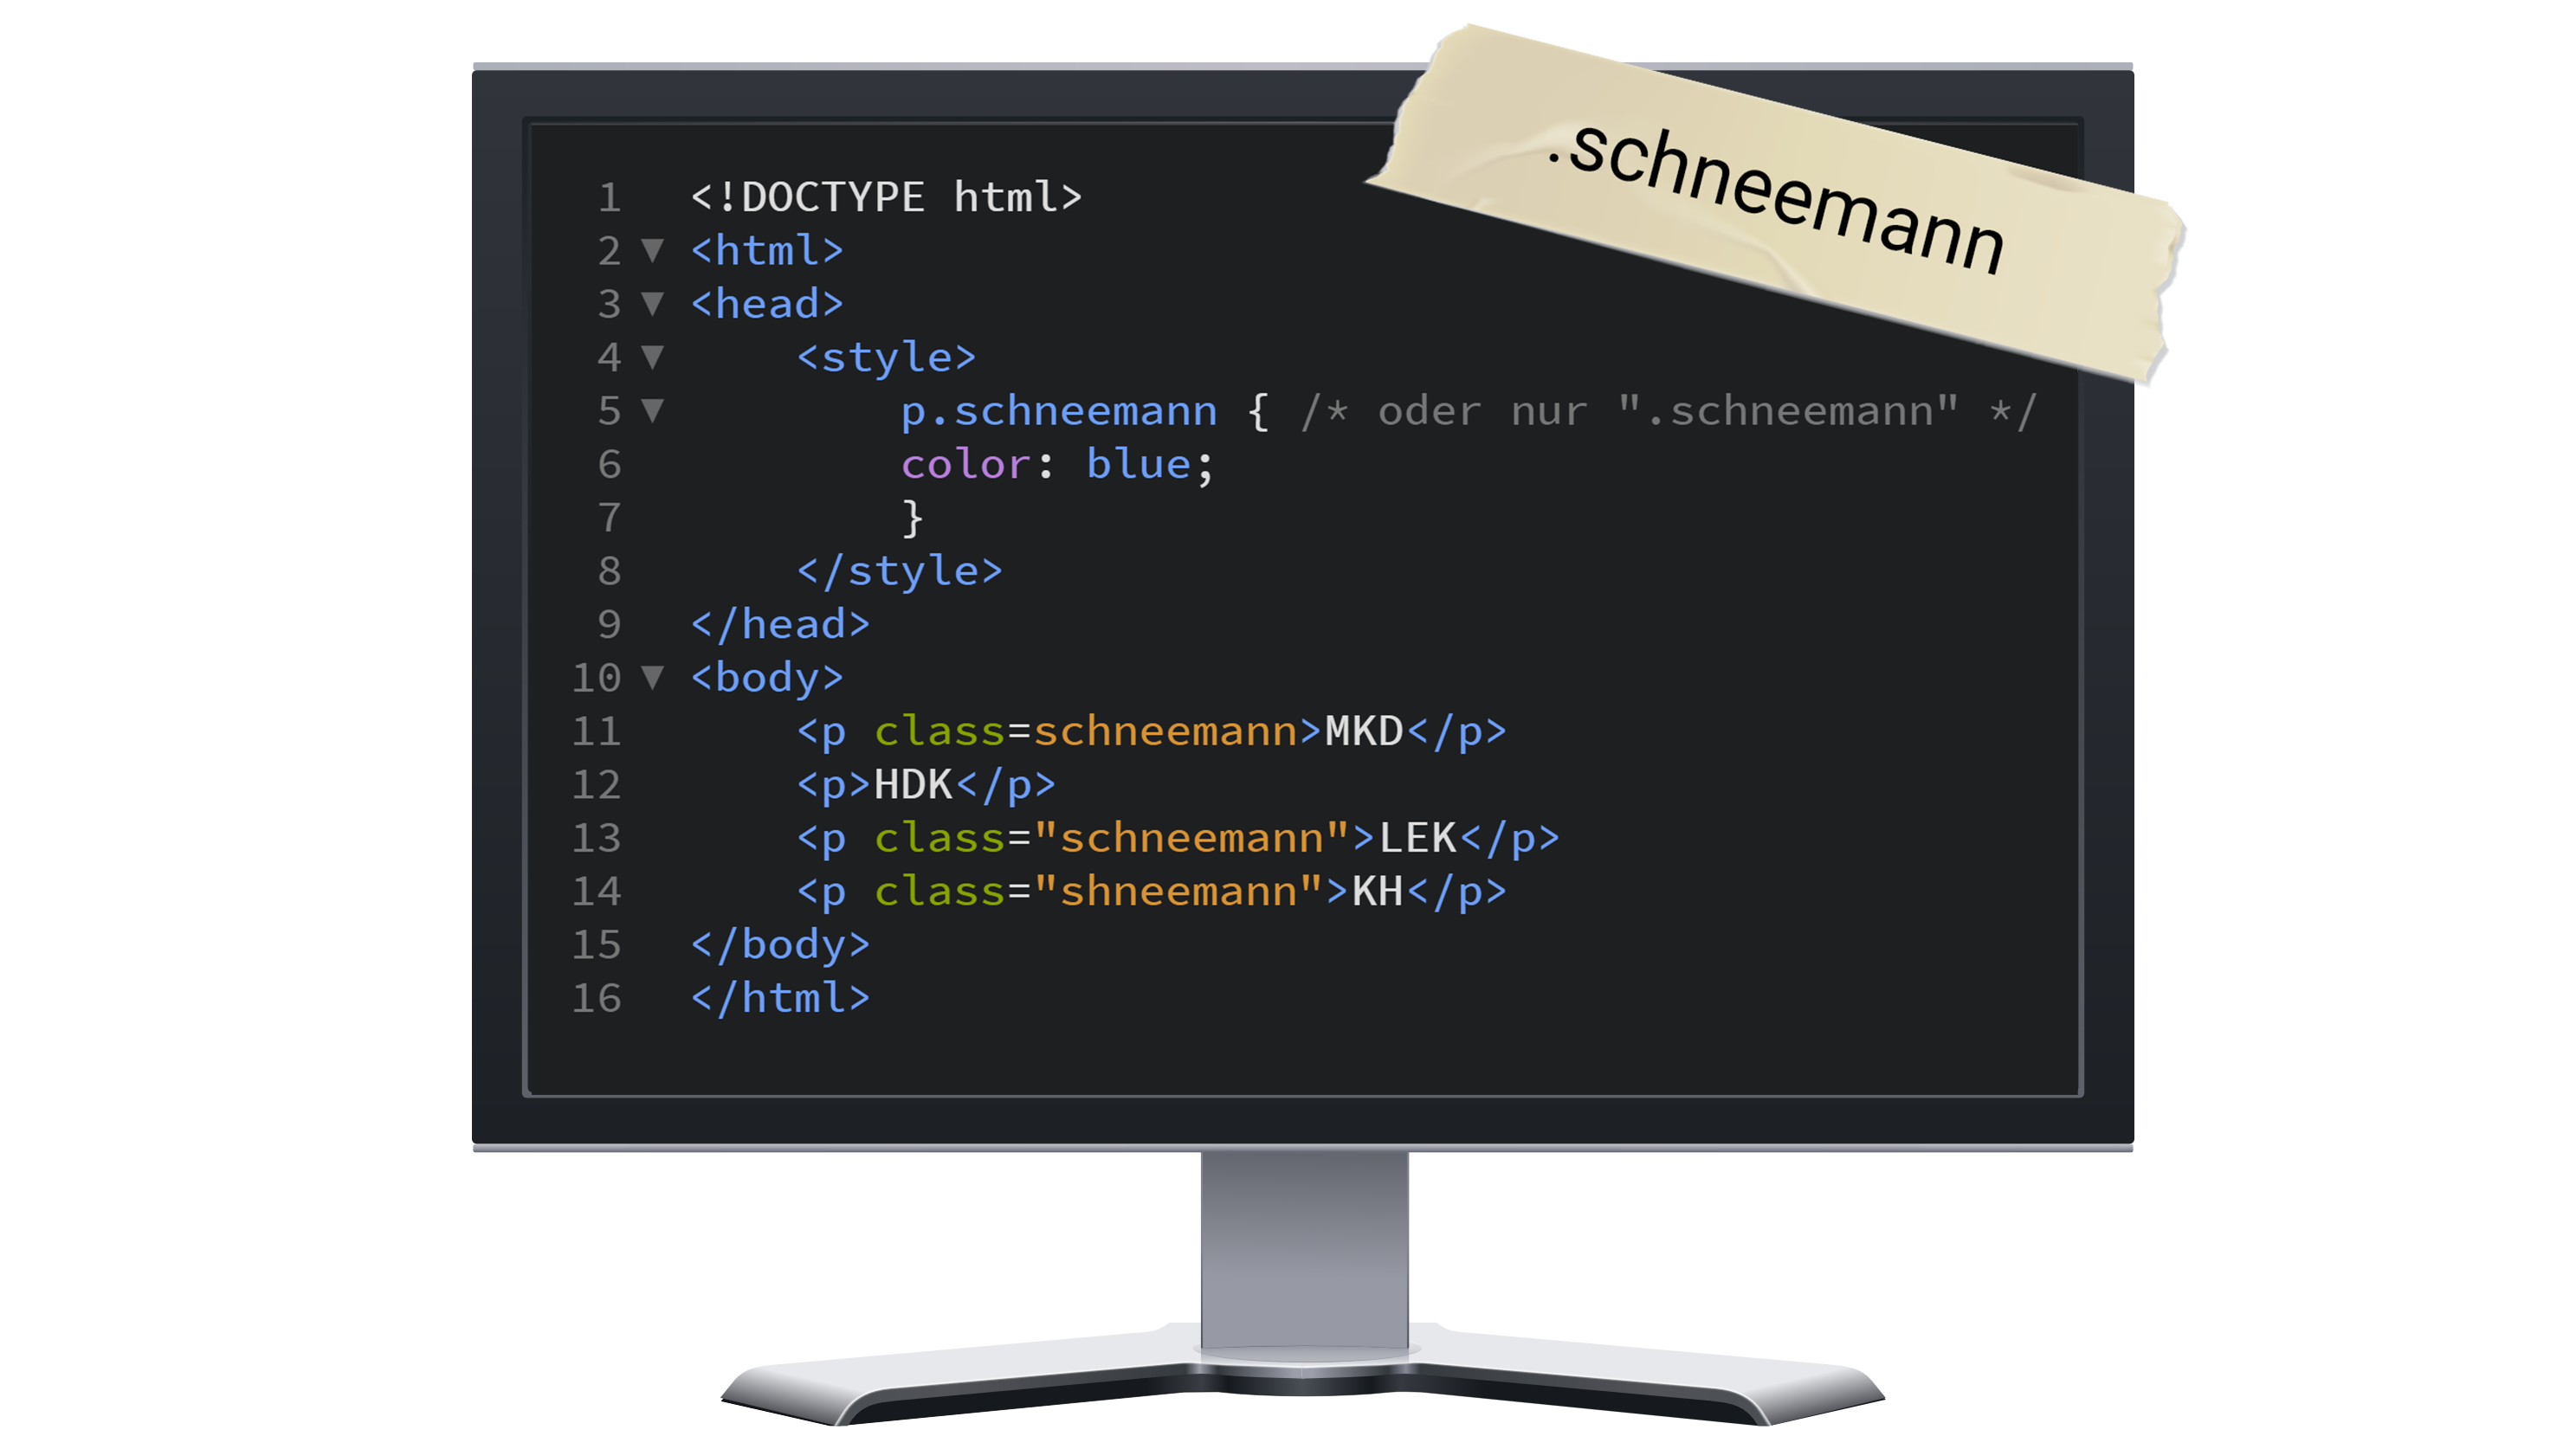 .schneemann
1 <!DOCTYPE html>
2 ▼ <html>
3 ▼ <head>
4 ▼     <style>
5 ▼         p.schneemann { /* oder nur ".schneemann" */
6         color: blue;
7         }
8     </style>
9 </head>
10 ▼ <body>
11     <p class=schneemann>MKD</p>
12     <p>HDK</p>
13     <p class="schneemann">LEK</p>
14     <p class="shneemann">KH</p>
15 </body>
16 </html>